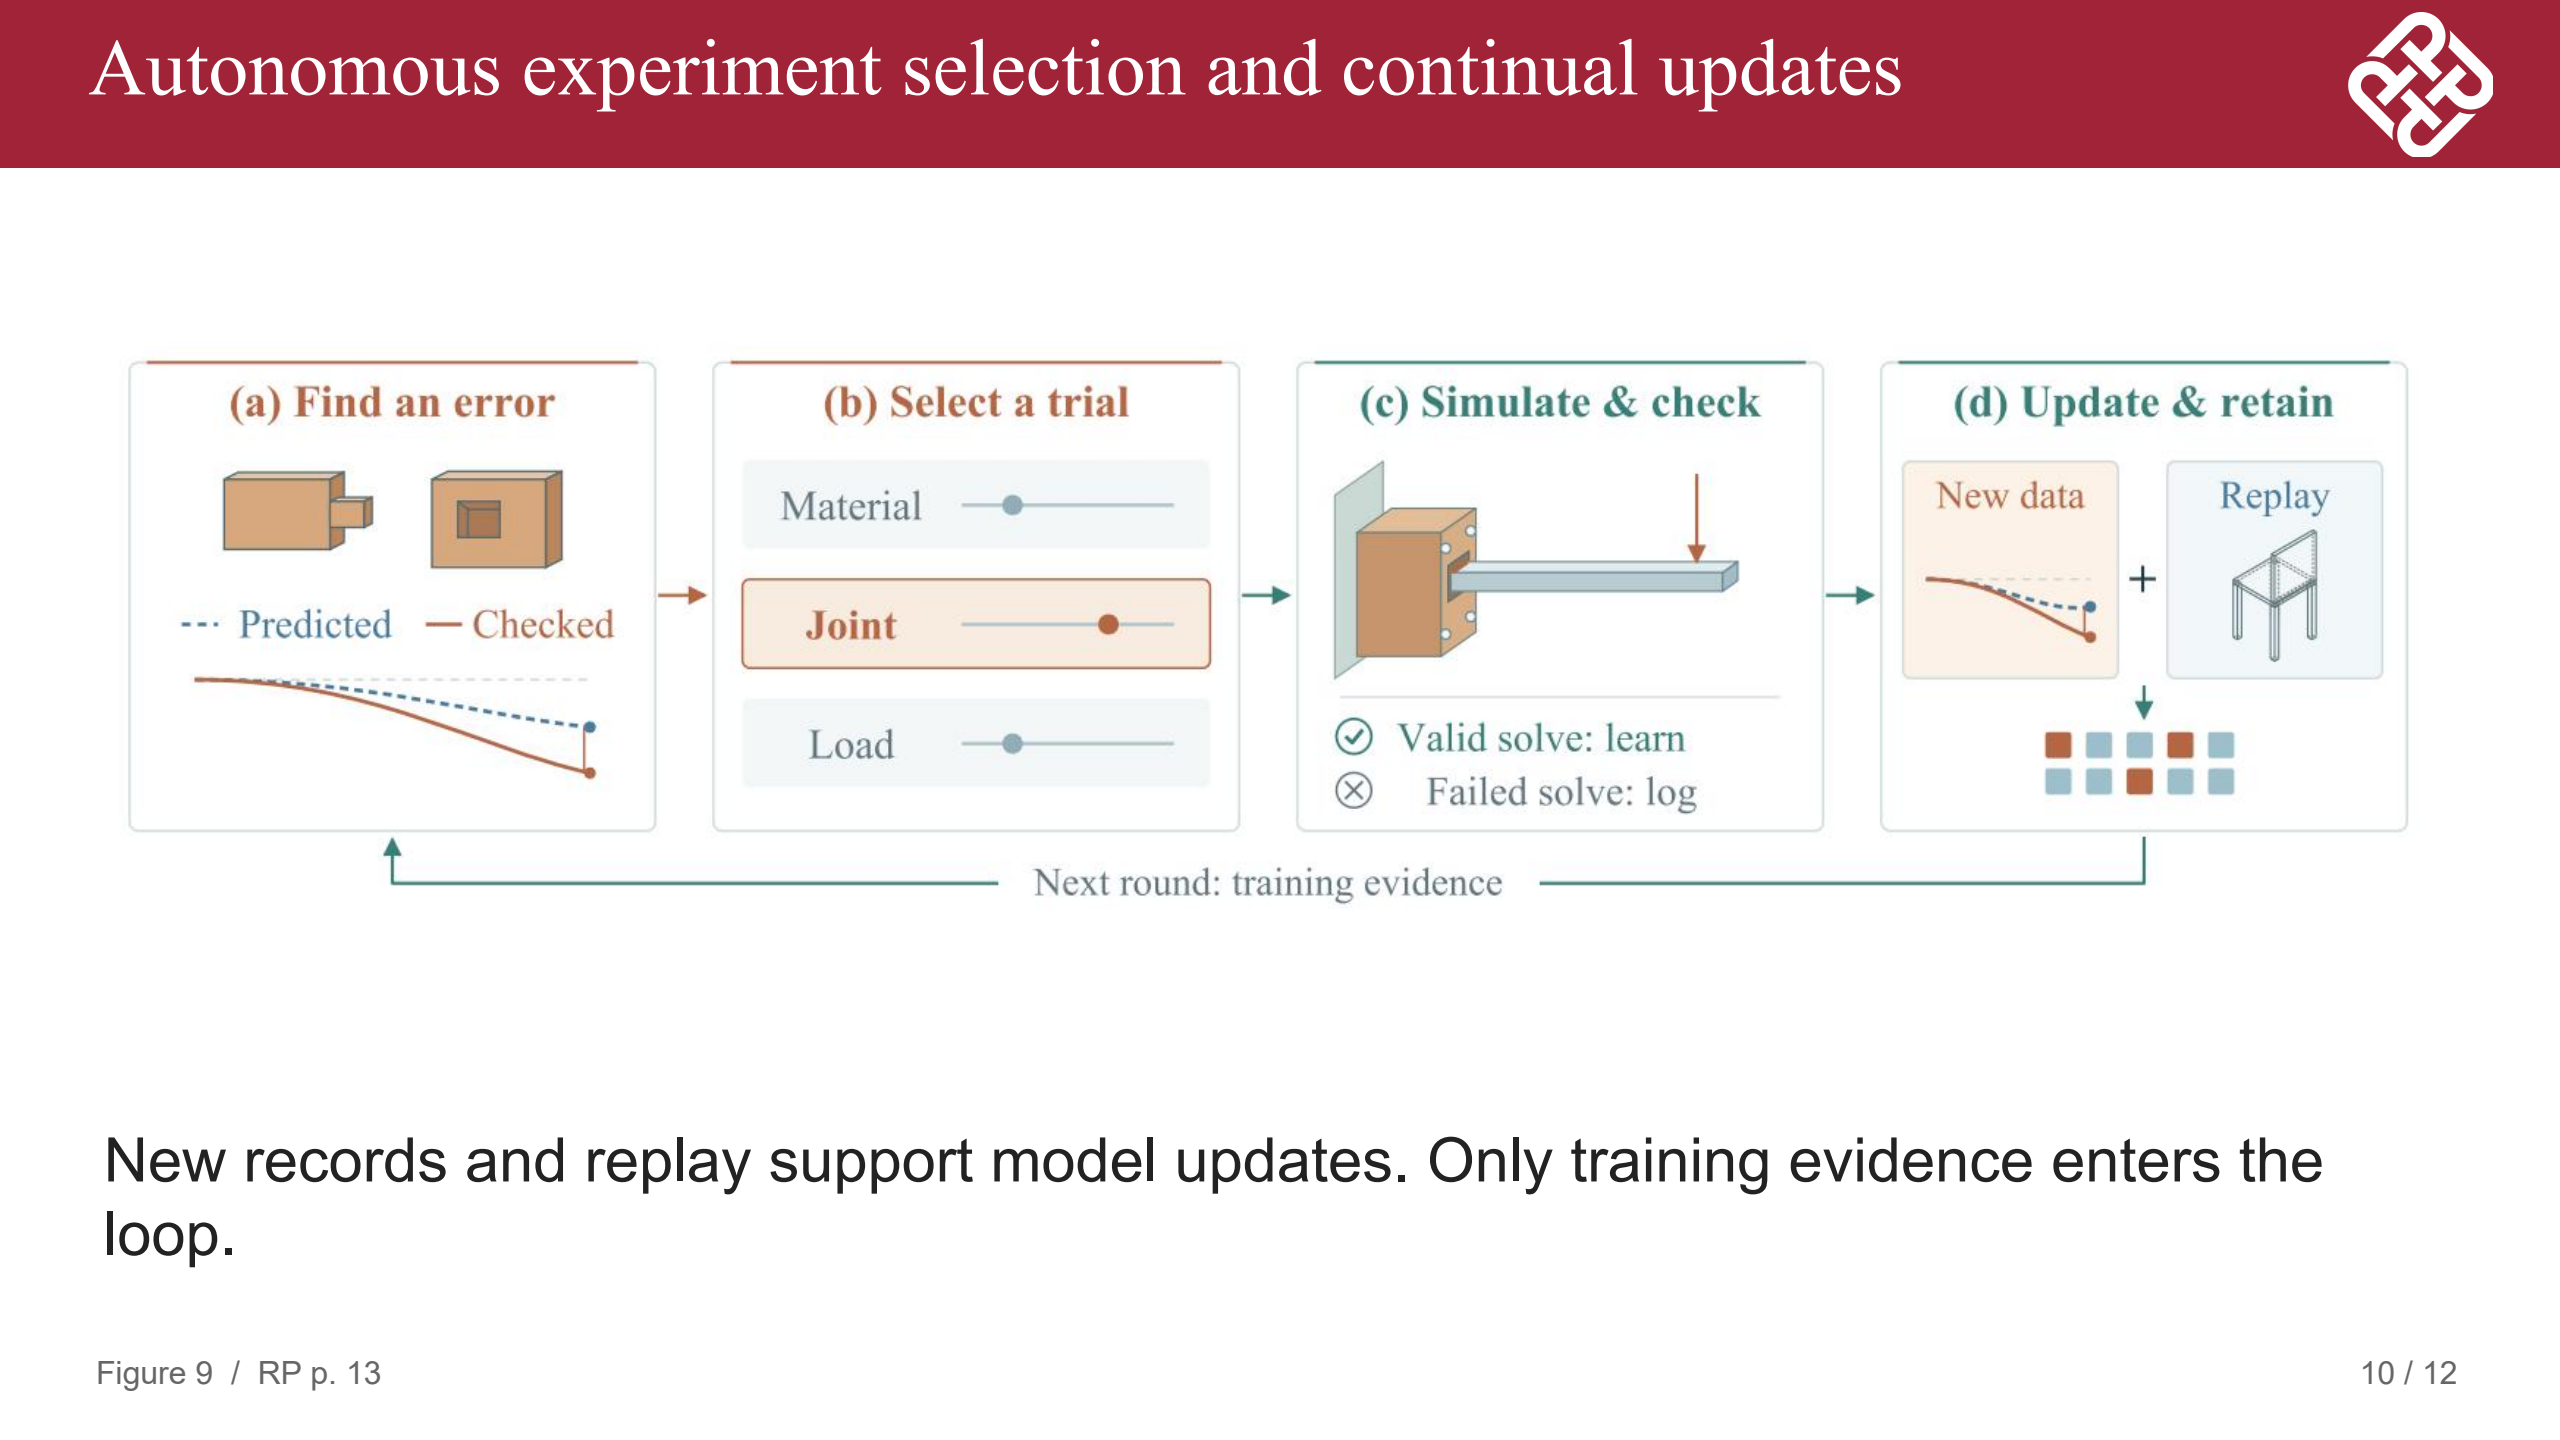 Autonomous experiment selection and continual updates
(a) Find an error
Predicted
Checked
(b) Select a trial
Material
Joint
Load
(c) Simulate & check
Valid solve: learn
Failed solve: log
(d) Update & retain
New data
+
Replay
Next round: training evidence
New records and replay support model updates. Only training evidence enters the
loop.
Figure 9 / RP p. 13
10 / 12